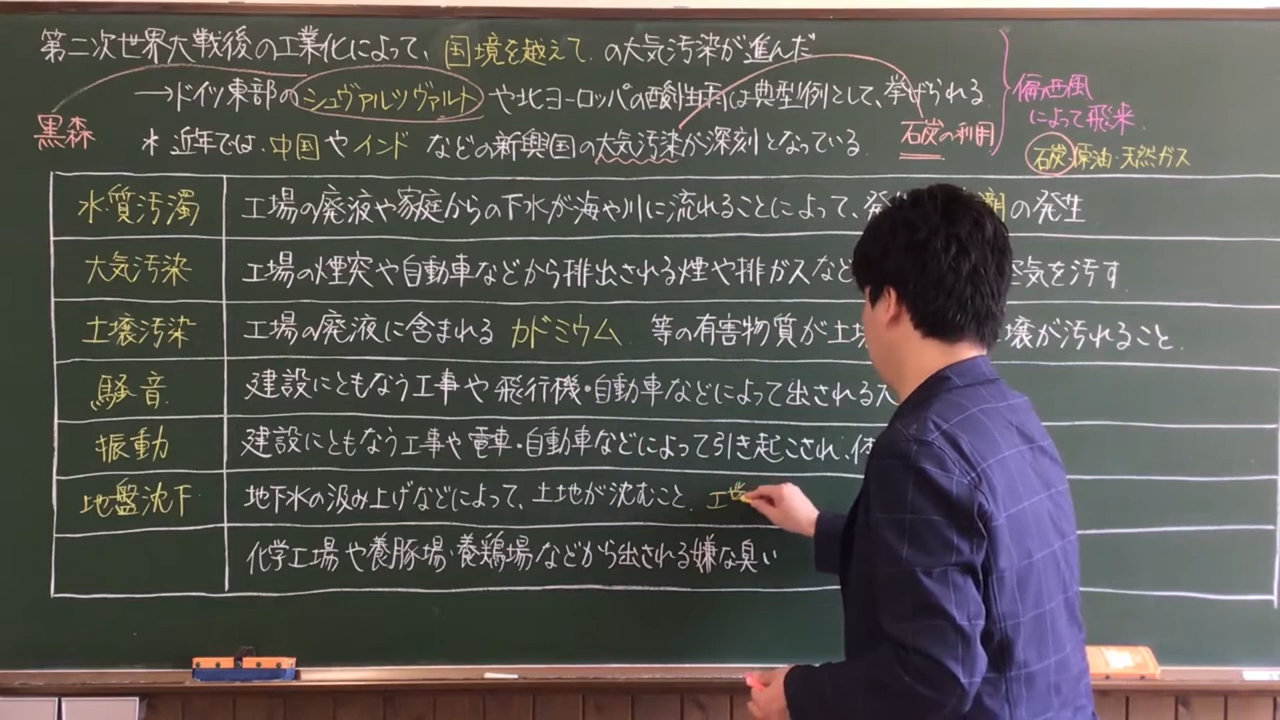 第二次世界大戦後の工業化によって、国境を越えての大気汚染が進んだ
→ドイツ東部のシュヴァルツヴァルトや北ヨーロッパの酸性雨は典型例として、挙げられる
黒森
＊近年では、中国やインドなどの新興国の大気汚染が深刻となっている
石炭の利用
偏西風
によって飛来
石炭・原油・天然ガス
水質汚濁 工場の廃液や家庭からの下水が海や川に流れることによって、発 の発生
大気汚染 工場の煙突や自動車などから排出される煙や排ガスなど 空気を汚す
土壌汚染 工場の廃液に含まれるカドミウム 等の有害物質が土 壌が汚れること
騒音 建設にともなう工事や飛行機・自動車などによって出される
振動 建設にともなう工事や電車・自動車などによって引き起こされ、
地盤沈下 地下水の汲み上げなどによって、土地が沈むこと 工
化学工場や養豚場・養鶏場などから出される嫌な臭い